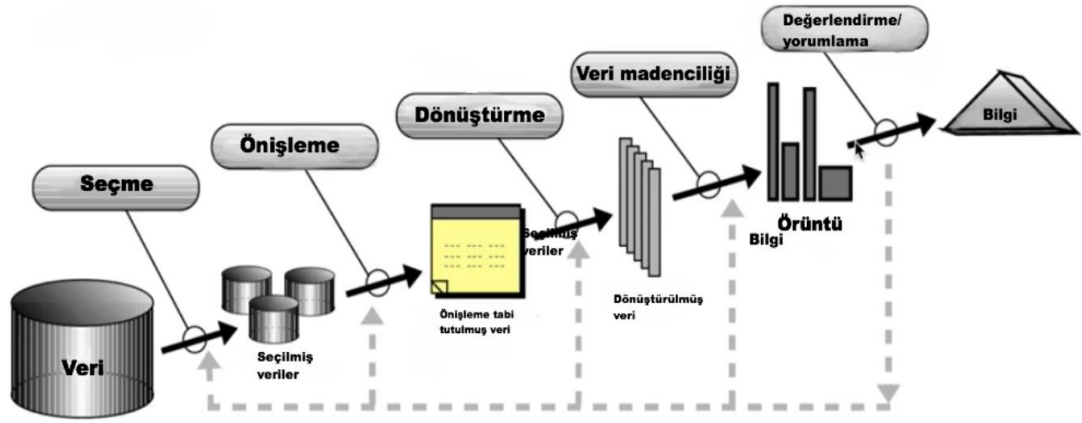 Değerlendirme/
yorumlama
Veri madenciliği
Bilgi
Dönüştürme
Önişleme
Seçme
Örüntü
Seçilmiş
veriler
Bilgi
Dönüştürülmüş
veri
Önişleme tabi
tutulmuş veri
Seçilmiş
veriler
Veri